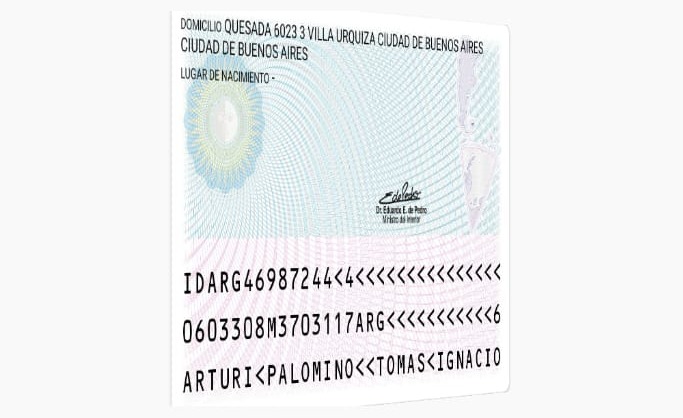 DOMICILIO QUESADA 6023 3 VILLA URQUIZA CIUDAD DE BUENOS AIRES
CIUDAD DE BUENOS AIRES
LUGAR DE NACIMIENTO -
Dr. Eduardo E. de Pedro
Ministro del Interior
IDARG46987244<4<<<<<<<<<<<<<<<
0603308M3703117ARG<<<<<<<<<<<6
ARTURI<PALOMINO<<TOMAS<IGNACIO